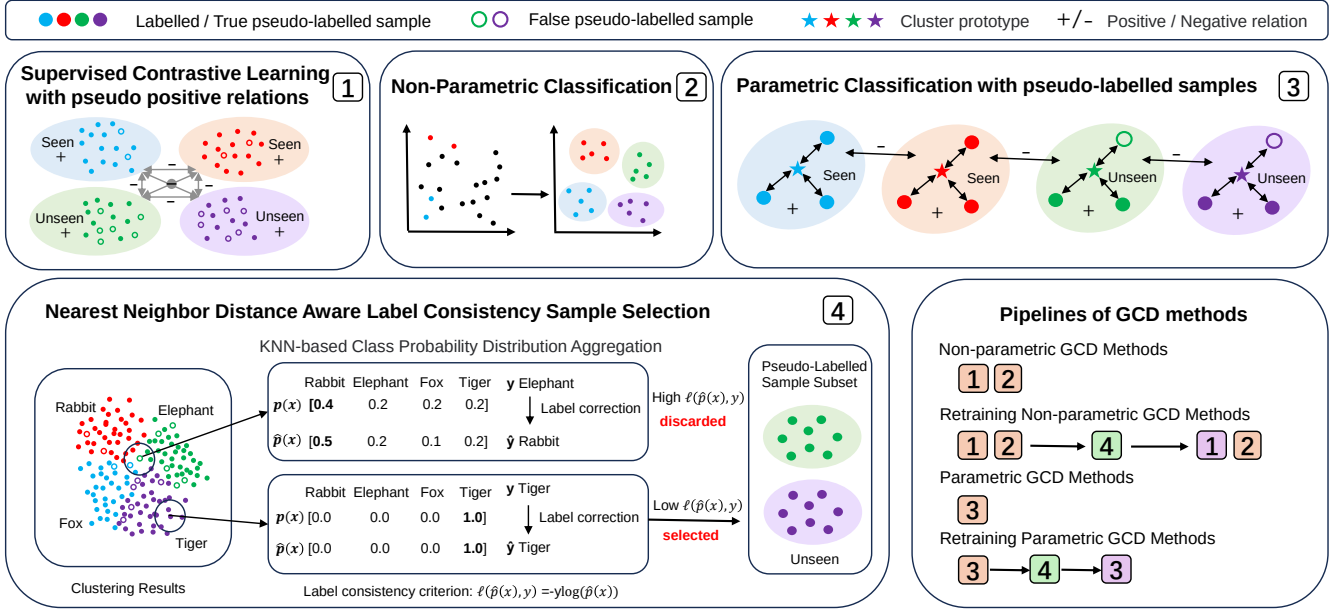 Labelled / True pseudo-labelled sample
False pseudo-labelled sample
Cluster prototype
+/- Positive / Negative relation
Supervised Contrastive Learning
with pseudo positive relations
1
Seen
+
Seen
+
Unseen
+
Unseen
+
–
–
–
–
–
Non-Parametric Classification
2
Parametric Classification with pseudo-labelled samples
3
Seen
+
–
Seen
+
–
Unseen
+
–
Unseen
+
Nearest Neighbor Distance Aware Label Consistency Sample Selection
4
KNN-based Class Probability Distribution Aggregation
Rabbit
Elephant
Fox
Tiger
Clustering Results
Rabbit Elephant Fox Tiger
p(x) [0.4 0.2 0.2 0.2]
p̂(x) [0.5 0.2 0.1 0.2]
y Elephant
Label correction
ŷ Rabbit
High ℓ(p̂(x), y)
discarded
Rabbit Elephant Fox Tiger
p(x) [0.0 0.0 0.0 1.0]
p̂(x) [0.0 0.0 0.0 1.0]
y Tiger
Label correction
ŷ Tiger
Low ℓ(p̂(x), y)
selected
Label consistency criterion: ℓ(p̂(x), y) =-ylog(p̂(x))
Pseudo-Labelled
Sample Subset
Unseen
Pipelines of GCD methods
Non-parametric GCD Methods
1 2
Retraining Non-parametric GCD Methods
1 2 4 1 2
Parametric GCD Methods
3
Retraining Parametric GCD Methods
3 4 3